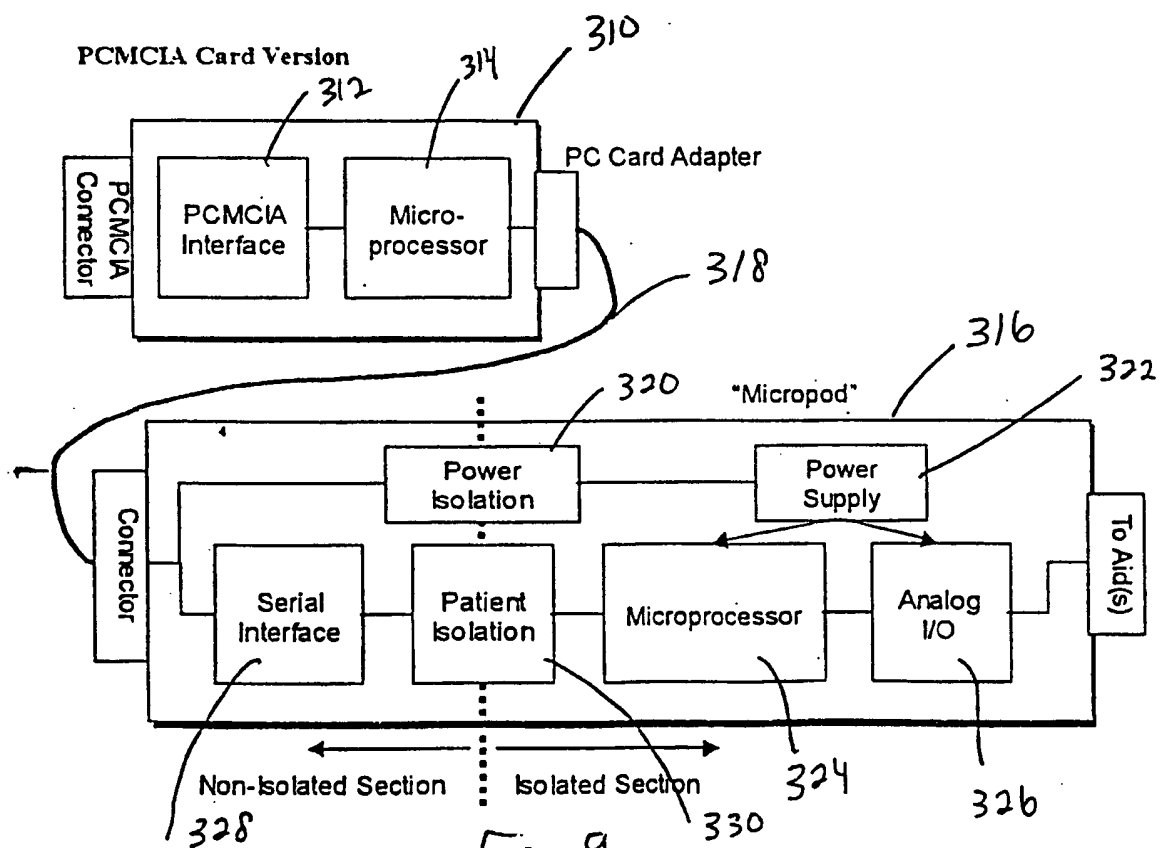 PCMCIA Card Version
310
314
312
PC Card Adapter
PCMCIA
Connector
PCMCIA
Interface
Micro-
processor
318
316
320
322
"Micropod"
Power
Isolation
Power
Supply
Connector
To Aid(s)
Serial
Interface
Patient
Isolation
Microprocessor
Analog
I/O
Non-Isolated Section
Isolated Section
324
326
328
330